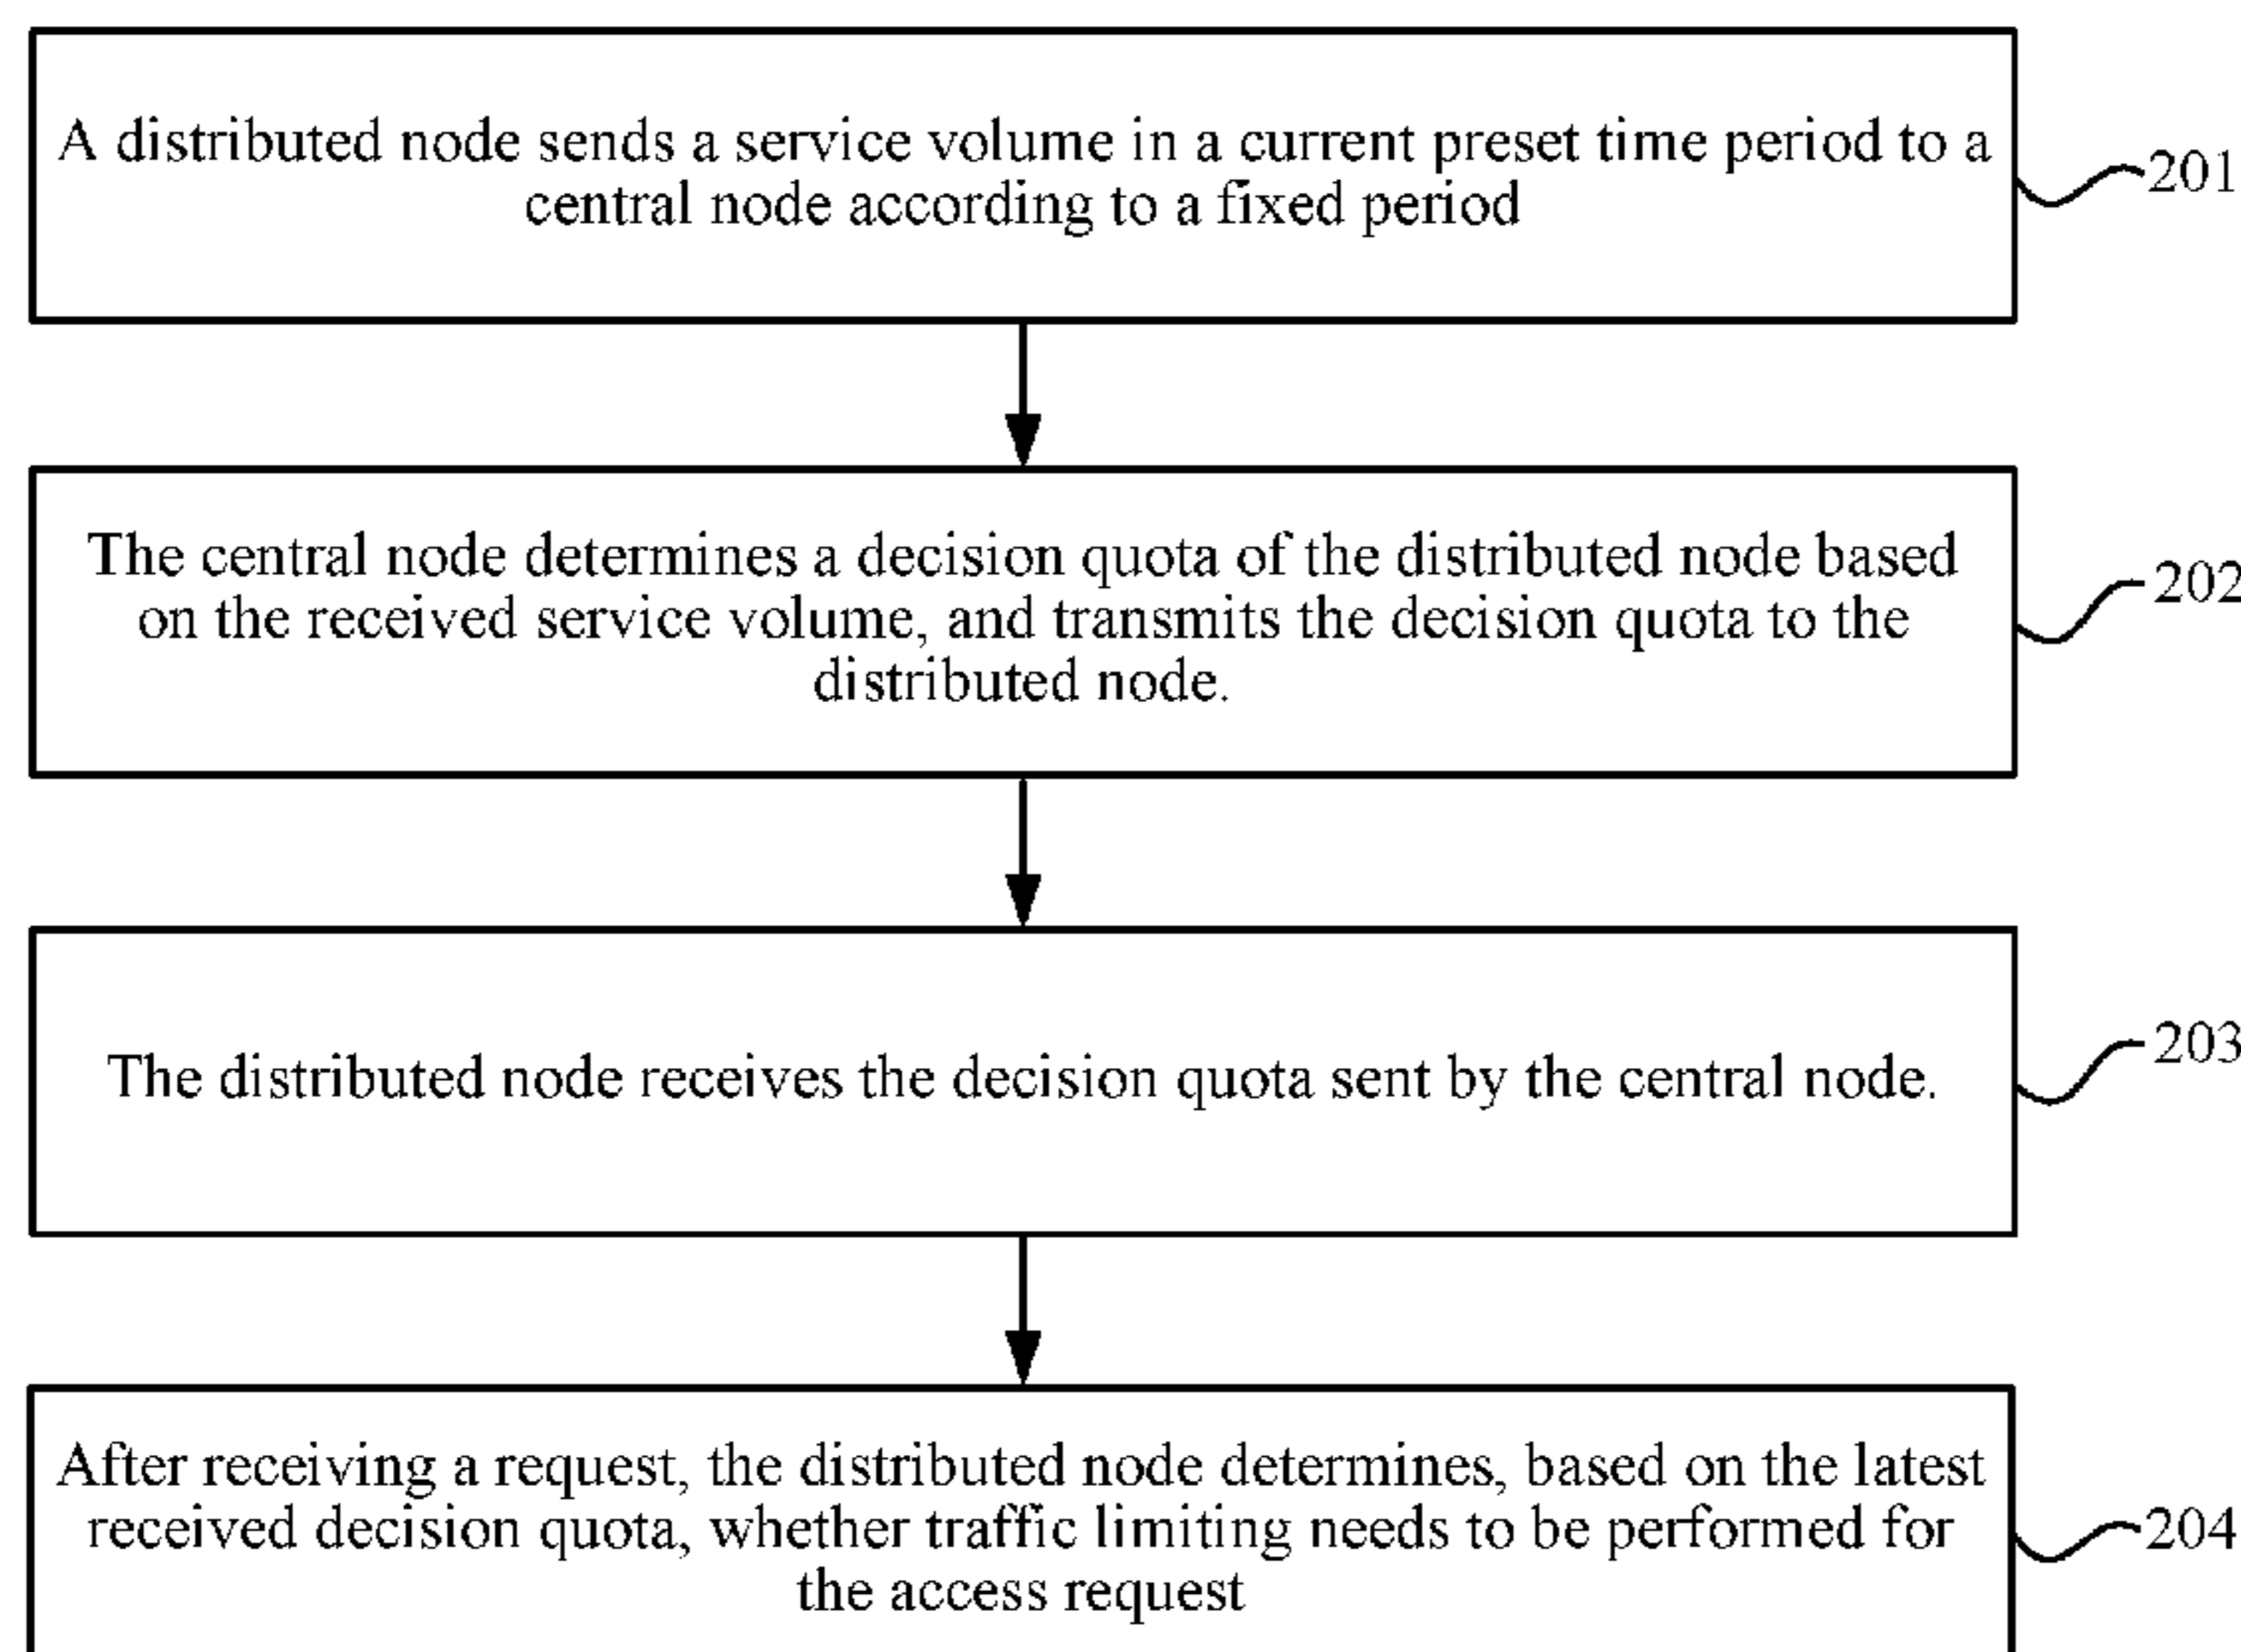 A distributed node sends a service volume in a current preset time period to a
central node according to a fixed period
201
The central node determines a decision quota of the distributed node based
on the received service volume, and transmits the decision quota to the
distributed node.
202
The distributed node receives the decision quota sent by the central node.
203
After receiving a request, the distributed node determines, based on the latest
received decision quota, whether traffic limiting needs to be performed for
the access request
204